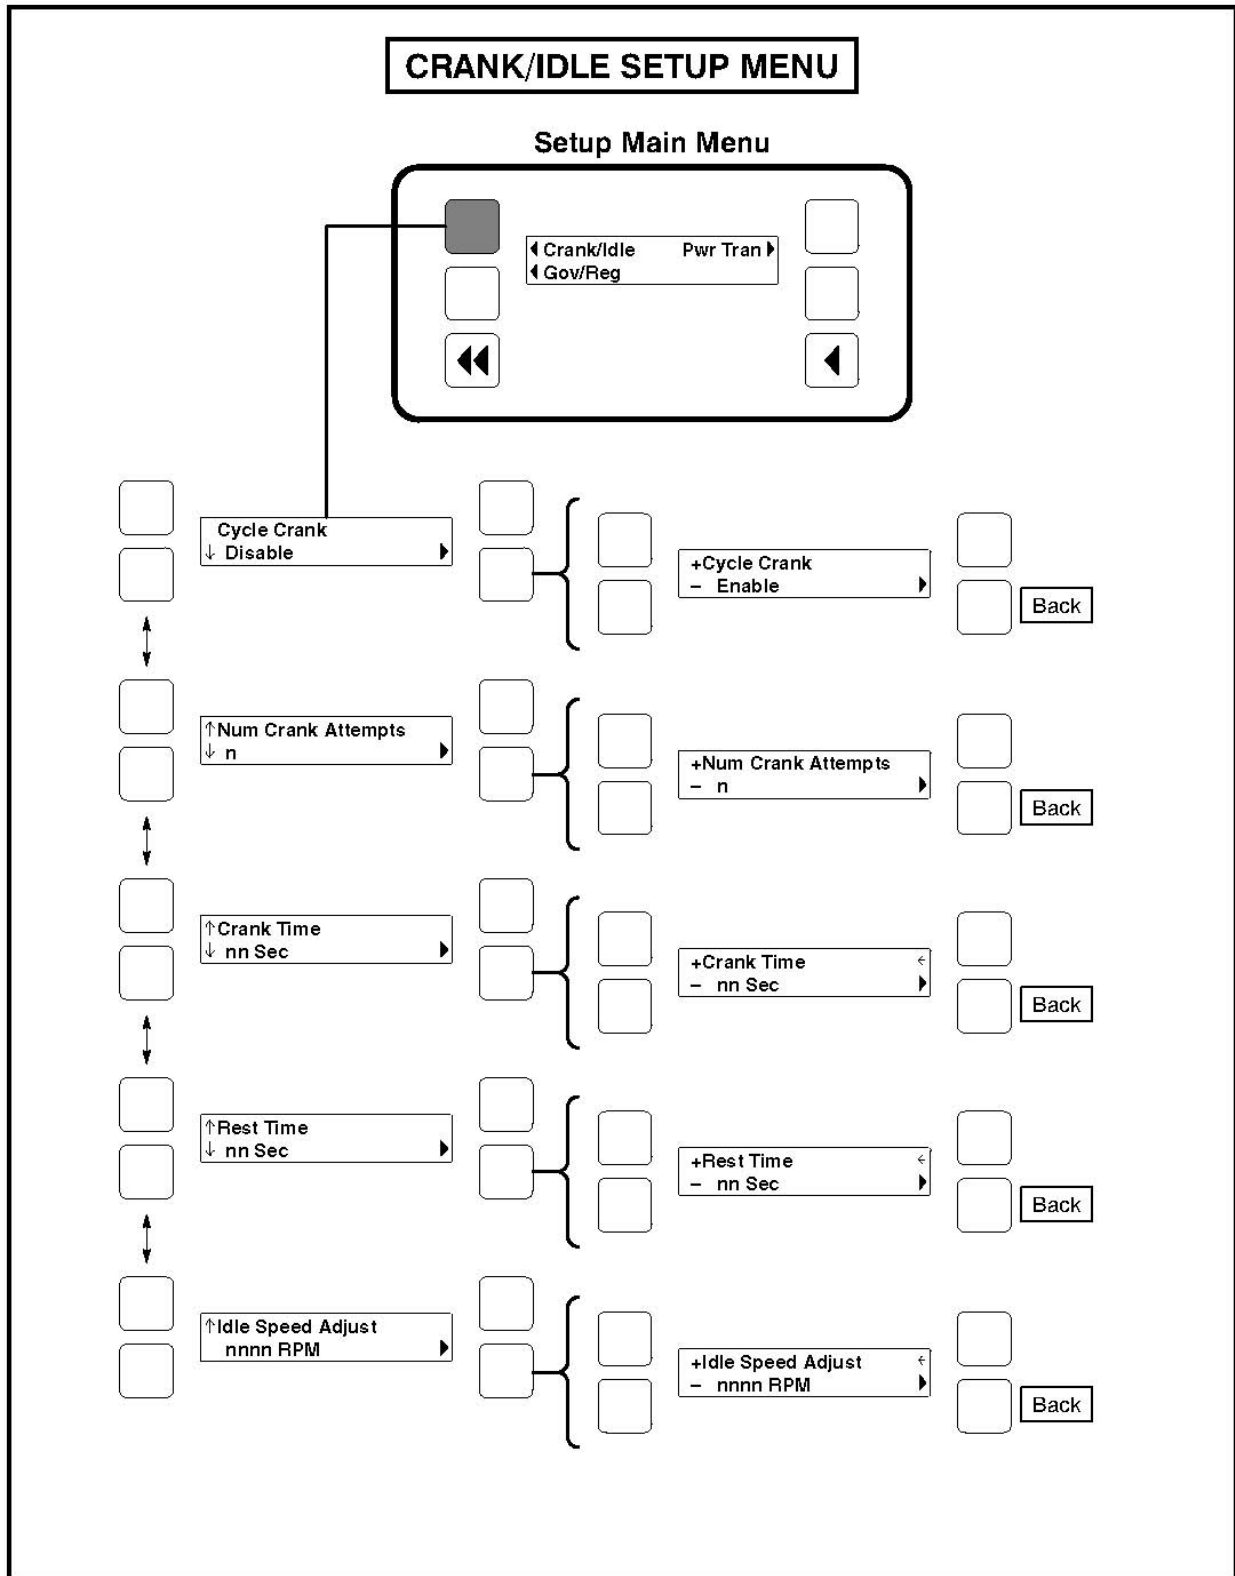 CRANK/IDLE SETUP MENU
Setup Main Menu
◀ Crank/Idle Pwr Tran ▶
◀ Gov/Reg
◀◀ ◀
Cycle Crank
↓ Disable ▶
+Cycle Crank
– Enable ▶
Back
↑Num Crank Attempts
↓ n ▶
+Num Crank Attempts
– n ▶
Back
↑Crank Time
↓ nn Sec ▶
+Crank Time ←
– nn Sec ▶
Back
↑Rest Time
↓ nn Sec ▶
+Rest Time ←
– nn Sec ▶
Back
↑Idle Speed Adjust
nnnn RPM ▶
+Idle Speed Adjust ←
– nnnn RPM ▶
Back